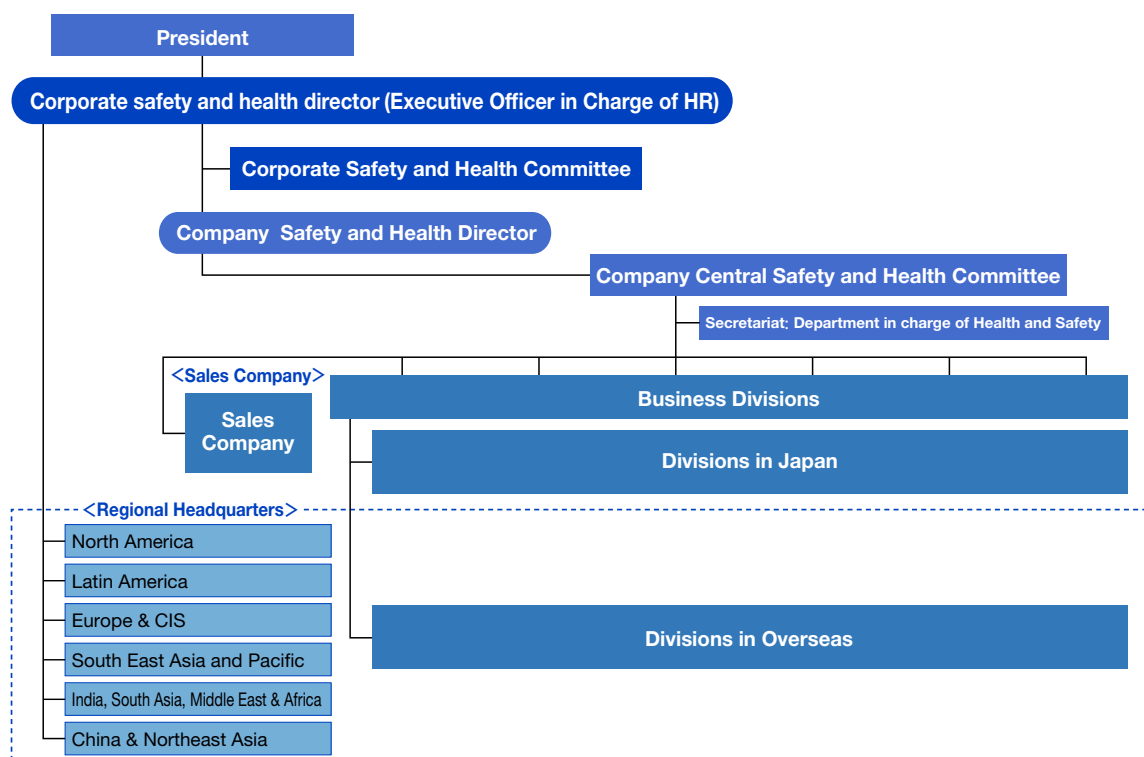 President
Corporate safety and health director (Executive Officer in Charge of HR)
Corporate Safety and Health Committee
Company Safety and Health Director
Company Central Safety and Health Committee
Secretariat: Department in charge of Health and Safety
<Sales Company>
Sales
Company
Business Divisions
Divisions in Japan
<Regional Headquarters>
North America
Latin America
Europe & CIS
South East Asia and Pacific
India, South Asia, Middle East & Africa
China & Northeast Asia
Divisions in Overseas